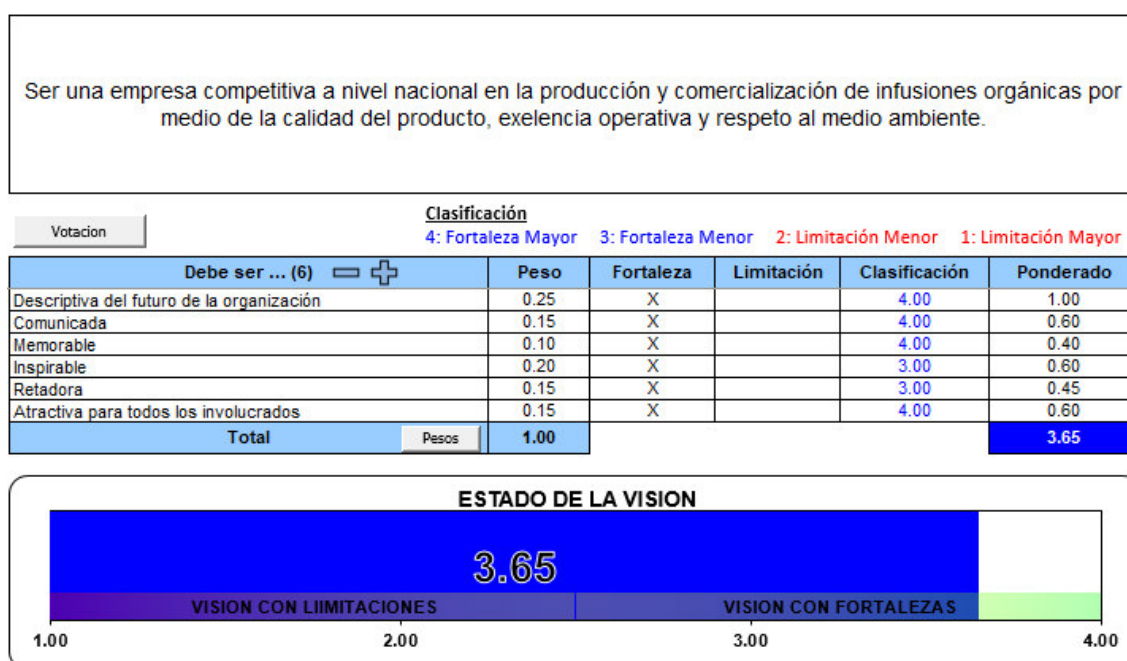 Ser una empresa competitiva a nivel nacional en la producción y comercialización de infusiones orgánicas por
medio de la calidad del producto, exelencia operativa y respeto al medio ambiente.
Votacion
Clasificación
4: Fortaleza Mayor 3: Fortaleza Menor 2: Limitación Menor 1: Limitación Mayor
Debe ser ... (6) Peso Fortaleza Limitación Clasificación Ponderado
Descriptiva del futuro de la organización 0.25 X 4.00 1.00
Comunicada 0.15 X 4.00 0.60
Memorable 0.10 X 4.00 0.40
Inspirable 0.20 X 3.00 0.60
Retadora 0.15 X 3.00 0.45
Atractiva para todos los involucrados 0.15 X 4.00 0.60
Total Pesos 1.00 3.65
ESTADO DE LA VISION
3.65
VISION CON LIIMITACIONES VISION CON FORTALEZAS
1.00 2.00 3.00 4.00